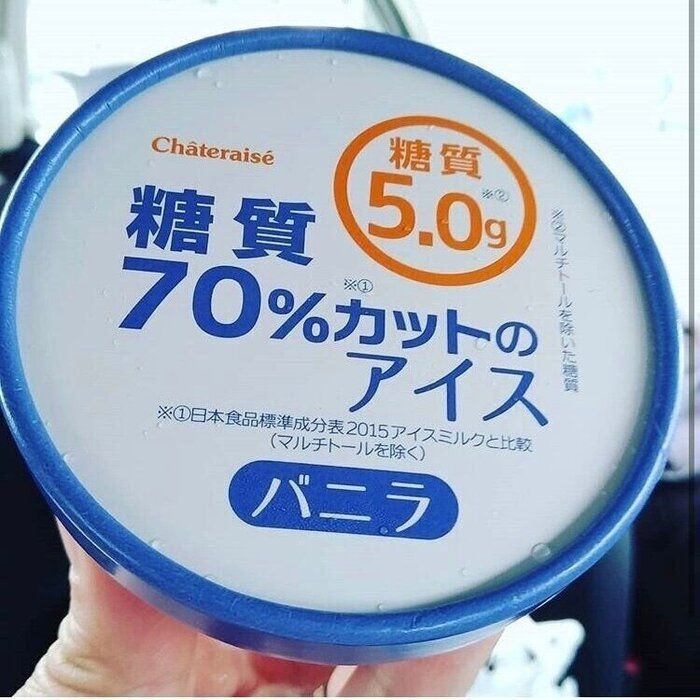 Châteraisé
糖質
5.0g※②
糖質
70%※①カットの
アイス
※②マルチトールを除いた糖質
※①日本食品標準成分表2015アイスミルクと比較
(マルチトールを除く)
バニラ